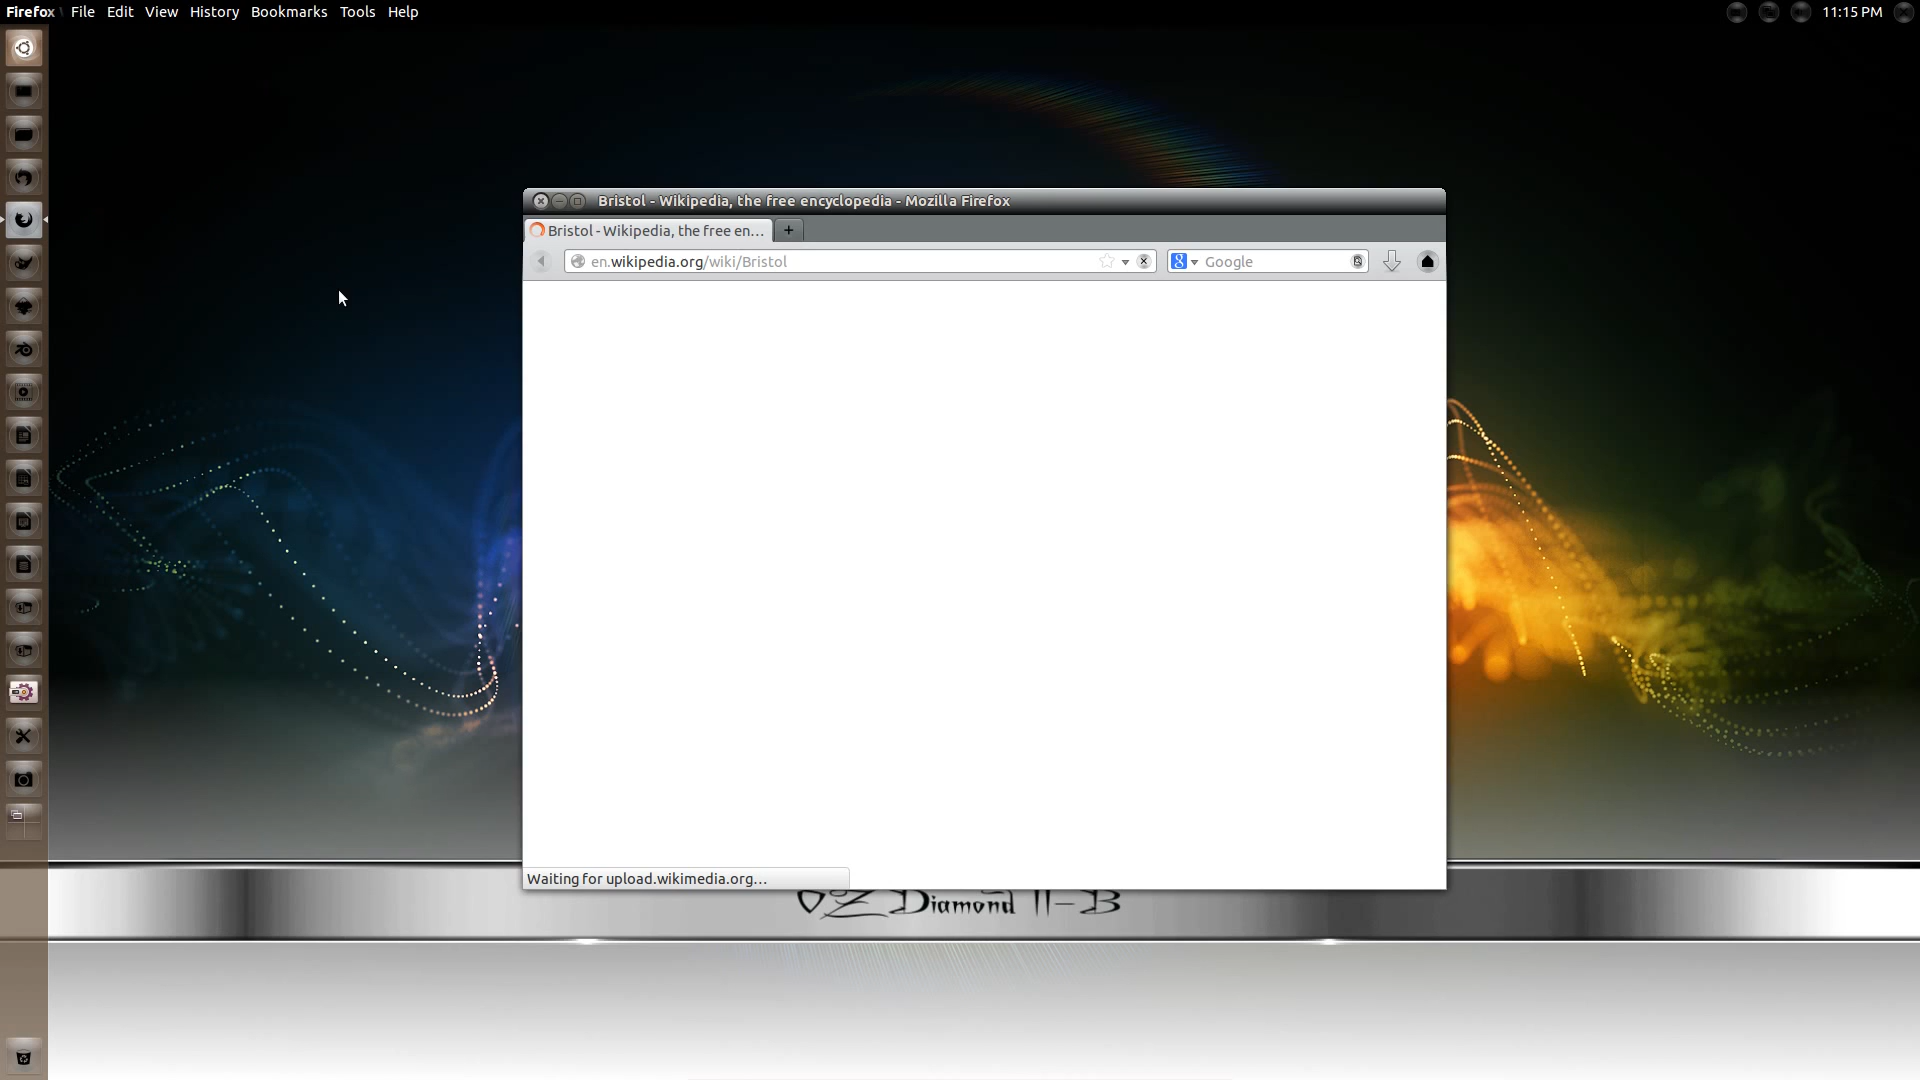 Firefox File Edit View History Bookmarks Tools Help
11:15 PM
Bristol - Wikipedia, the free encyclopedia - Mozilla Firefox
Bristol - Wikipedia, the free en...
en.wikipedia.org/wiki/Bristol
8 Google
Waiting for upload.wikimedia.org...
OZ Diamond II-B